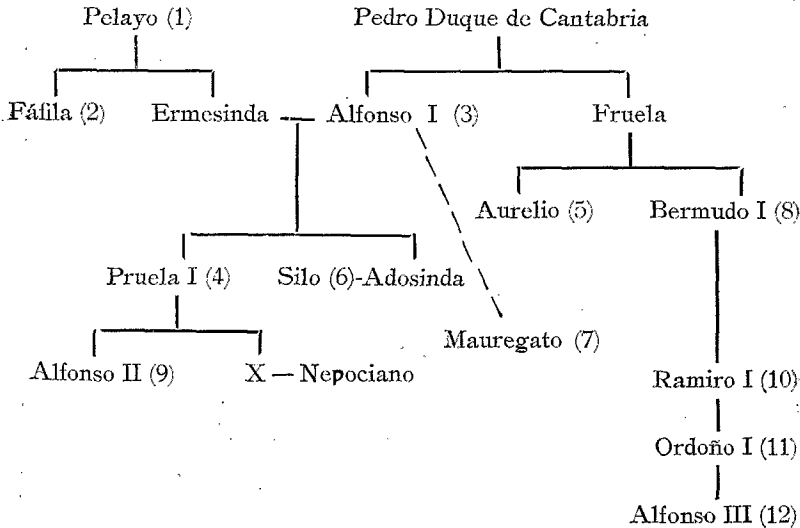 Pelayo (1) Pedro Duque de Cantabria
Fáfila (2) Ermesinda — Alfonso I (3) Fruela
Aurelio (5) Bermudo I (8)
Pruela I (4) Silo (6)-Adosinda
Mauregato (7)
Alfonso II (9) X — Nepociano Ramiro I (10)
Ordoño I (11)
Alfonso III (12)